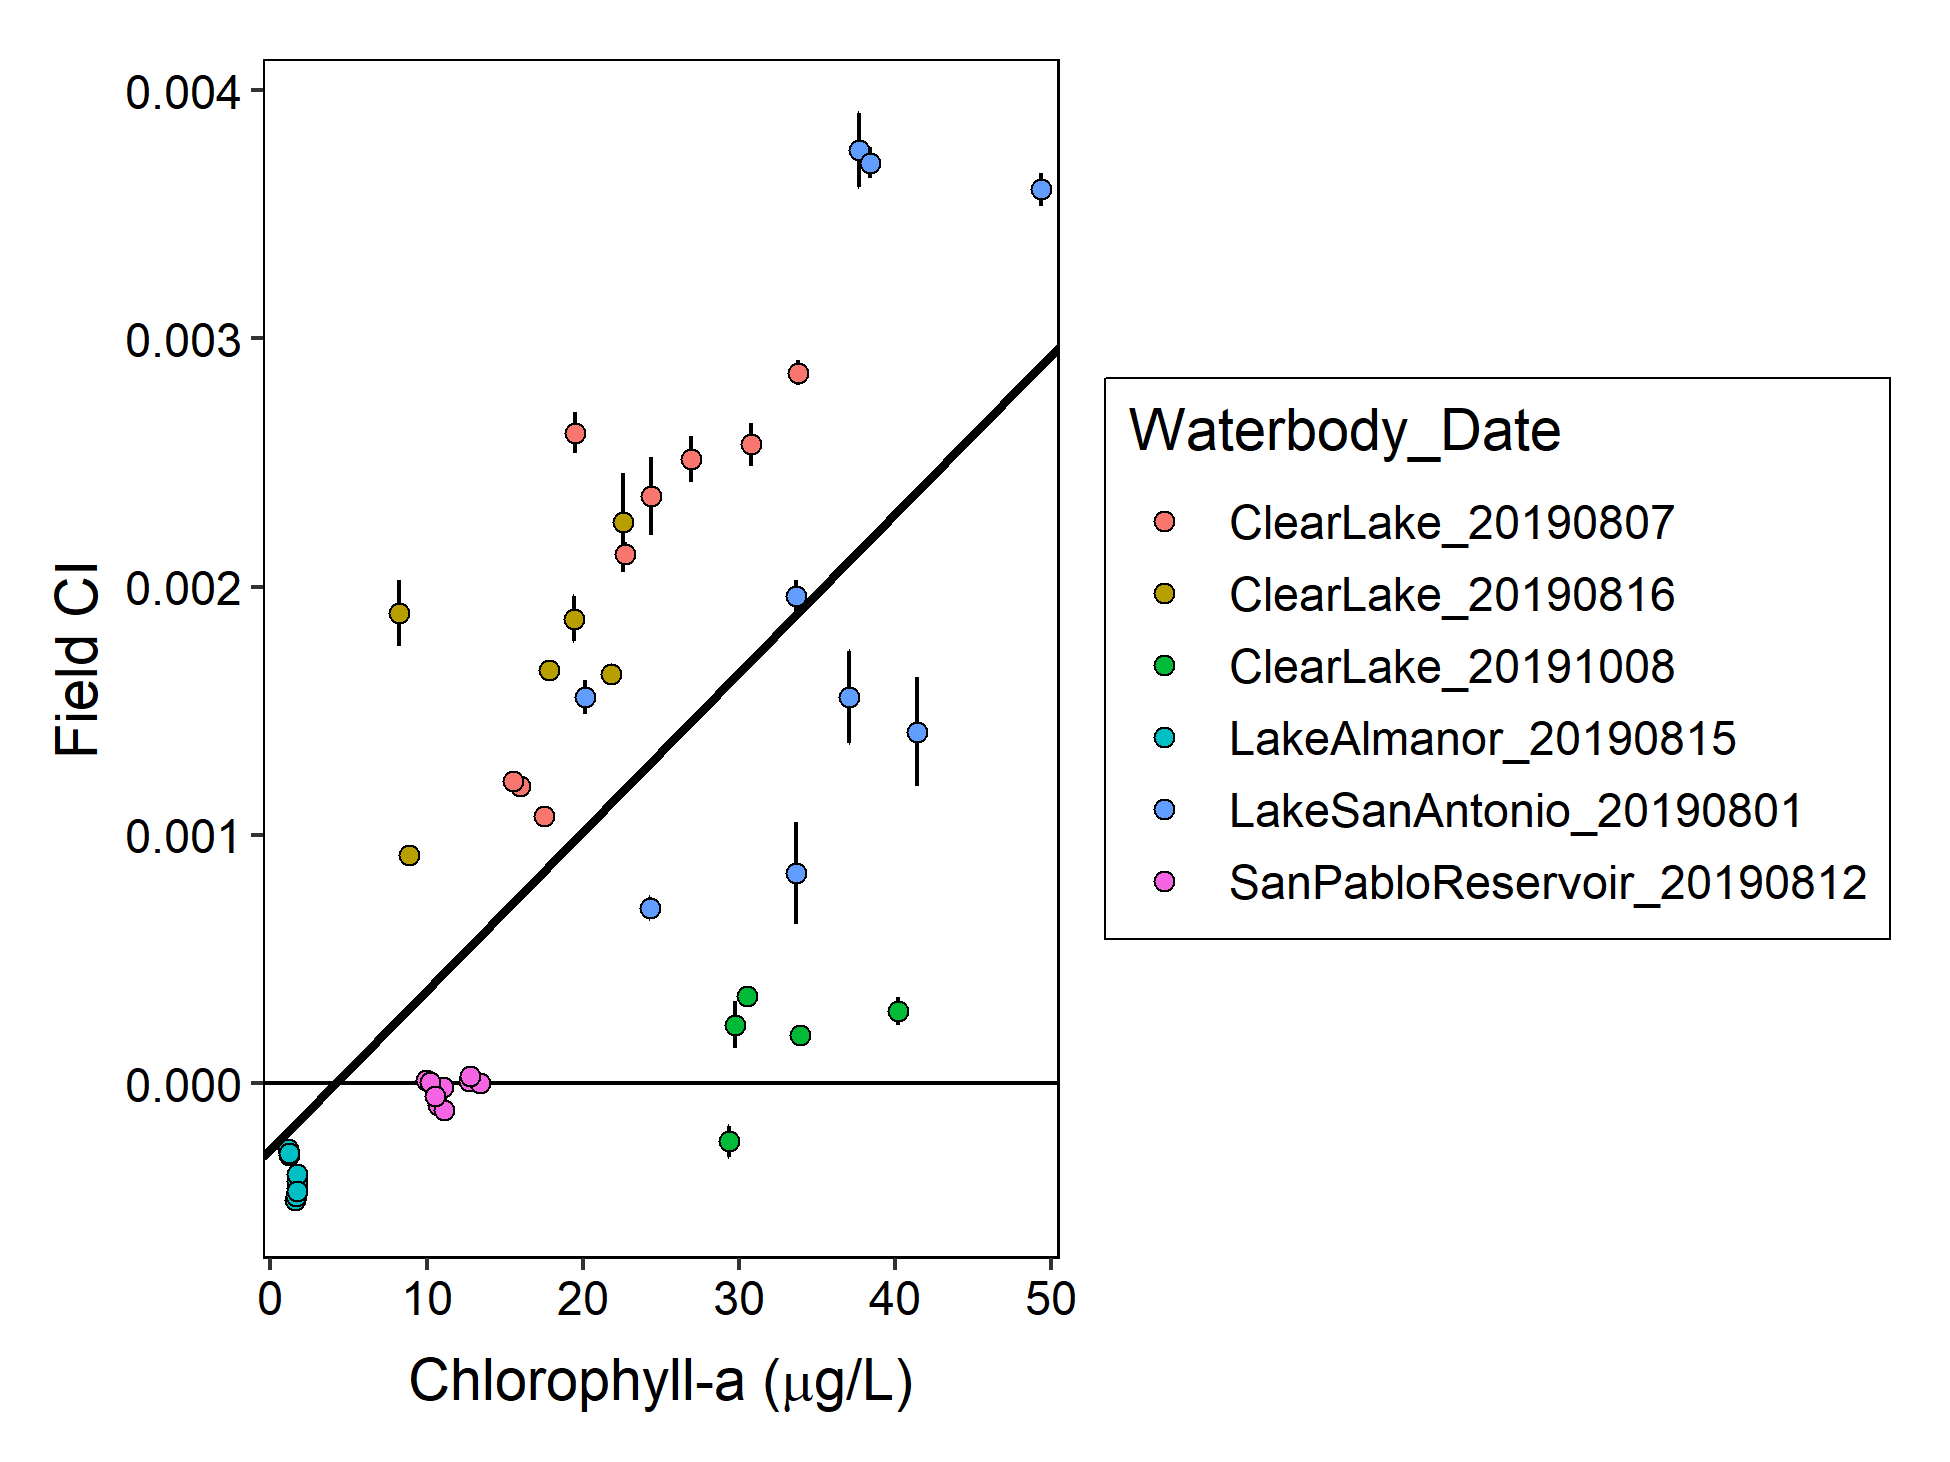 0.004
0.003
0.002
0.001
0.000
Field CI
0 10 20 30 40 50
Chlorophyll-a (μg/L)
Waterbody_Date
ClearLake_20190807
ClearLake_20190816
ClearLake_20191008
LakeAlmanor_20190815
LakeSanAntonio_20190801
SanPabloReservoir_20190812